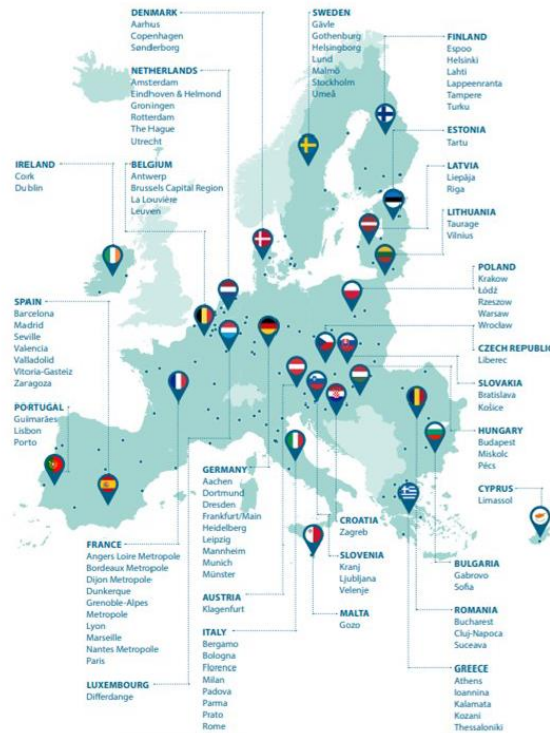 DENMARK
Aarhus
Copenhagen
Sønderborg
SWEDEN
Gävle
Gothenburg
Helsingborg
Lund
Malmö
Stockholm
Umeå
FINLAND
Espoo
Helsinki
Lahti
Lappeenranta
Tampere
Turku
NETHERLANDS
Amsterdam
Eindhoven & Helmond
Groningen
Rotterdam
The Hague
Utrecht
ESTONIA
Tartu
IRELAND
Cork
Dublin
BELGIUM
Antwerp
Brussels Capital Region
La Louvière
Leuven
LATVIA
Liepāja
Riga
LITHUANIA
Taurage
Vilnius
POLAND
Krakow
Łódź
Rzeszow
Warsaw
Wrocław
SPAIN
Barcelona
Madrid
Seville
Valencia
Valladolid
Vitoria-Gasteiz
Zaragoza
CZECH REPUBLIC
Liberec
SLOVAKIA
Bratislava
Košice
PORTUGAL
Guimarães
Lisbon
Porto
HUNGARY
Budapest
Miskolc
Pécs
GERMANY
Aachen
Dortmund
Dresden
Frankfurt/Main
Heidelberg
Leipzig
Mannheim
Munich
Münster
CYPRUS
Limassol
CROATIA
Zagreb
FRANCE
Angers Loire Metropole
Bordeaux Metropole
Dijon Metropole
Dunkerque
Grenoble-Alpes
Metropole
Lyon
Marseille
Nantes Metropole
Paris
SLOVENIA
Kranj
Ljubljana
Velenje
BULGARIA
Gabrovo
Sofia
AUSTRIA
Klagenfurt
MALTA
Gozo
ROMANIA
Bucharest
Cluj-Napoca
Suceava
ITALY
Bergamo
Bologna
Florence
Milan
Padova
Parma
Prato
Rome
GREECE
Athens
Ioannina
Kalamata
Kozani
Thessaloniki
LUXEMBOURG
Differdange